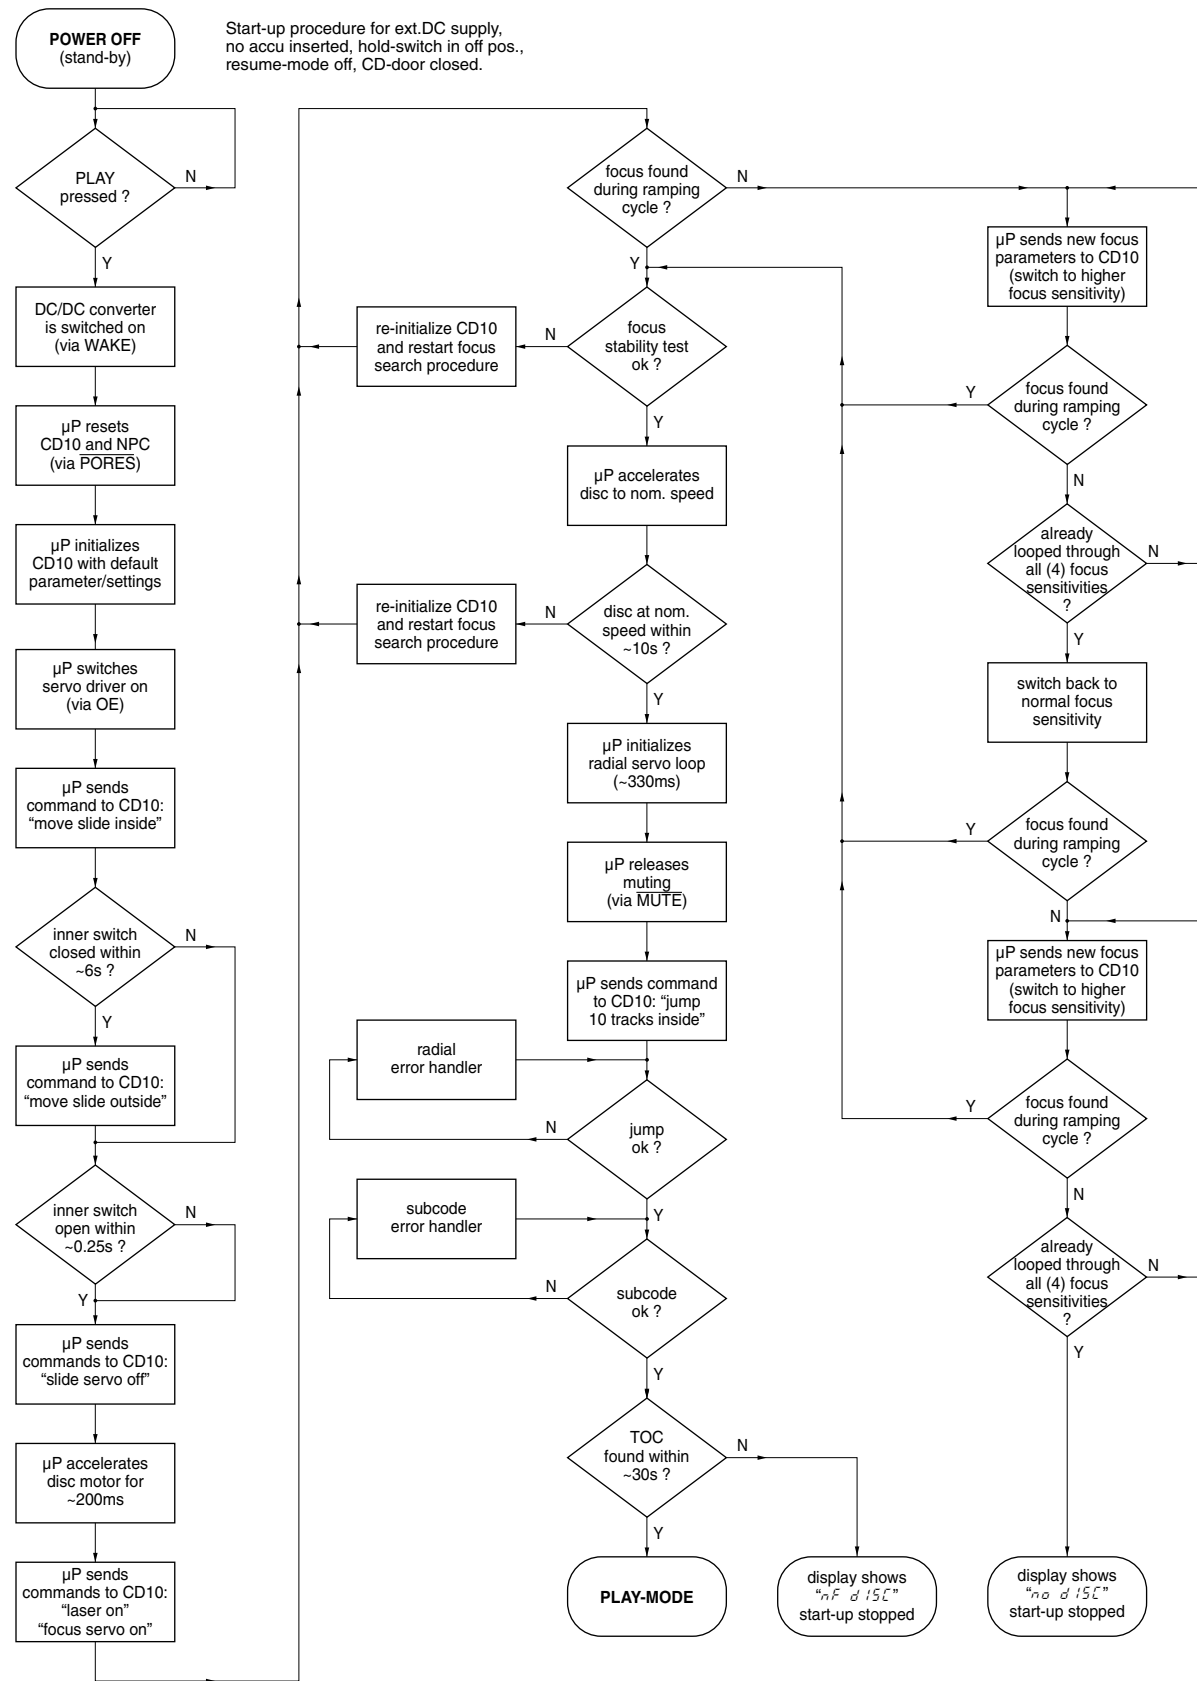 POWER OFF
(stand-by)
Start-up procedure for ext.DC supply,
no accu inserted, hold-switch in off pos.,
resume-mode off, CD-door closed.
PLAY
pressed ?
N
Y
DC/DC converter
is switched on
(via WAKE)
µP resets
CD10 and NPC
(via PORES)
µP initializes
CD10 with default
parameter/settings
µP switches
servo driver on
(via OE)
µP sends
command to CD10:
“move slide inside”
inner switch
closed within
~6s ?
N
Y
µP sends
command to CD10:
“move slide outside”
inner switch
open within
~0.25s ?
N
Y
µP sends
commands to CD10:
“slide servo off”
µP accelerates
disc motor for
~200ms
µP sends
commands to CD10:
“laser on”
“focus servo on”
focus found
during ramping
cycle ?
N
Y
focus
stability test
ok ?
N
re-initialize CD10
and restart focus
search procedure
Y
µP accelerates
disc to nom. speed
disc at nom.
speed within
~10s ?
N
re-initialize CD10
and restart focus
search procedure
Y
µP initializes
radial servo loop
(~330ms)
µP releases
muting
(via MUTE)
µP sends command
to CD10: “jump
10 tracks inside”
radial
error handler
jump
ok ?
N
Y
subcode
error handler
subcode
ok ?
N
Y
TOC
found within
~30s ?
N
Y
PLAY-MODE
display shows
“nF dISC”
start-up stopped
µP sends new focus
parameters to CD10
(switch to higher
focus sensitivity)
focus found
during ramping
cycle ?
Y
N
already
looped through
all (4) focus
sensitivities
?
N
Y
switch back to
normal focus
sensitivity
focus found
during ramping
cycle ?
Y
N
µP sends new focus
parameters to CD10
(switch to higher
focus sensitivity)
focus found
during ramping
cycle ?
Y
N
already
looped through
all (4) focus
sensitivities
?
N
Y
display shows
“no dISC”
start-up stopped